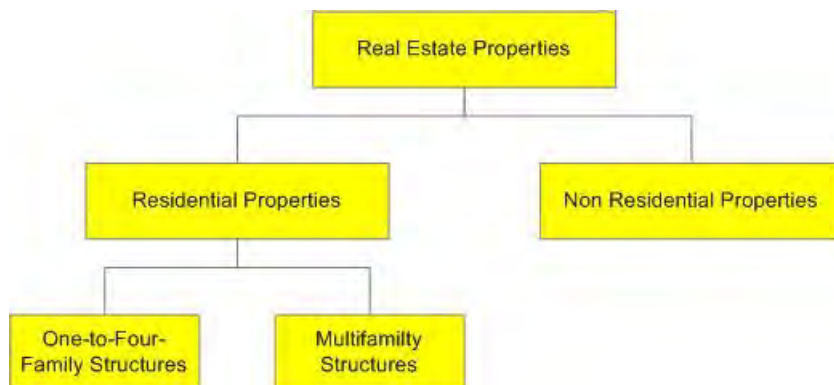 Real Estate Properties
Residential Properties
Non Residential Properties
One-to-Four-
Family Structures
Multifamilty
Structures